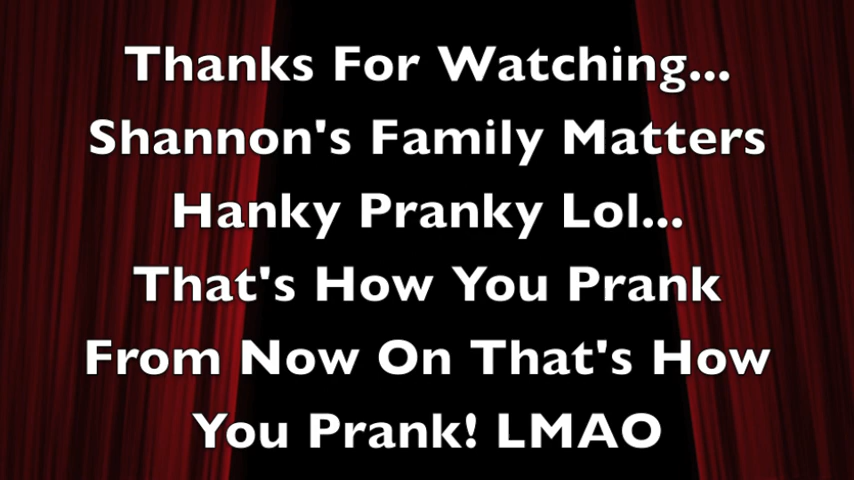 Thanks For Watching...
Shannon's Family Matters
Hanky Pranky Lol...
That's How You Prank
From Now On That's How
You Prank! LMAO